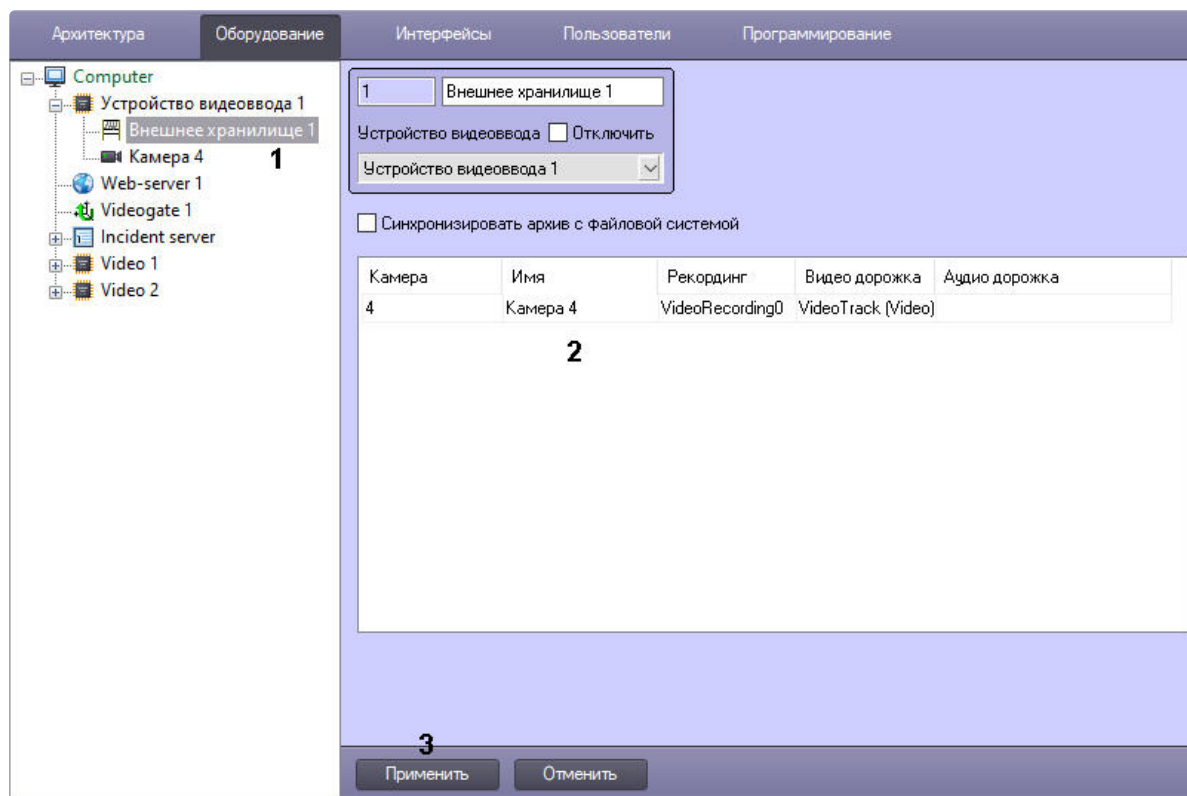 Архитектура Оборудование Интерфейсы Пользователи Программирование
Computer
Устройство видеоввода 1
Внешнее хранилище 1
Камера 4
1
Web-server 1
Videogate 1
Incident server
Video 1
Video 2
1 Внешнее хранилище 1
Устройство видеоввода Отключить
Устройство видеоввода 1
Синхронизировать архив с файловой системой
Камера Имя Рекординг Видео дорожка Аудио дорожка
4 Камера 4 VideoRecording0 VideoTrack (Video)
2
3
Применить Отменить